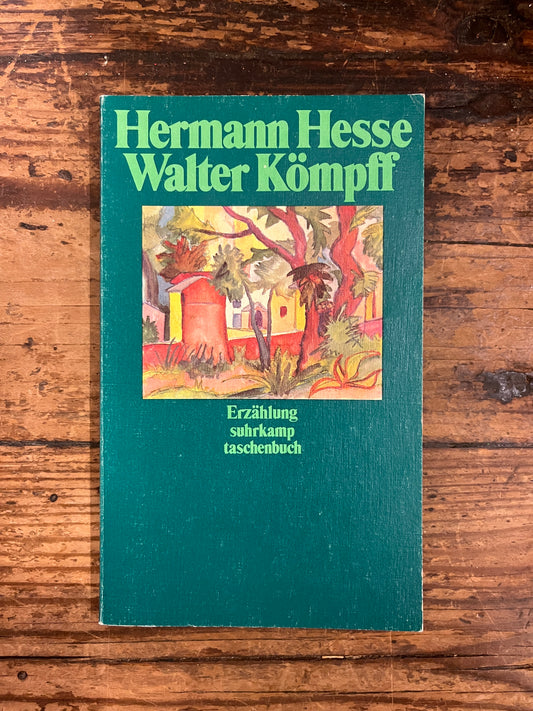 Hermann Hesse
Walter Kömpff
Erzählung
suhrkamp
taschenbuch